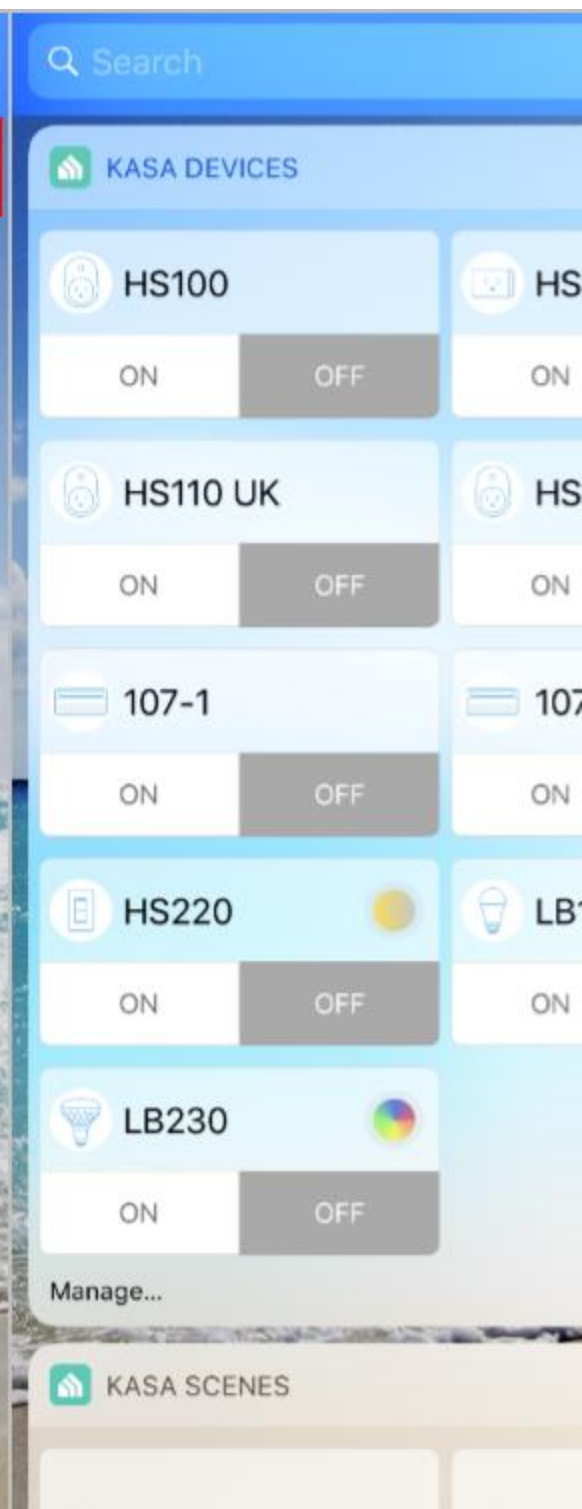 Search
KASA DEVICES
HS100 HS
ON OFF ON
HS110 UK HS
ON OFF ON
107-1 107
ON OFF ON
HS220 LB1
ON OFF ON
LB230
ON OFF
Manage...
KASA SCENES